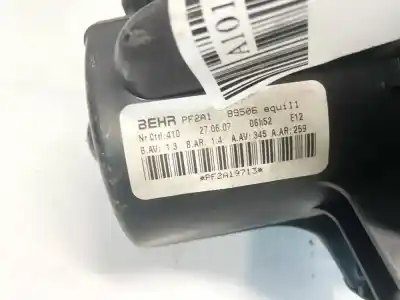 A101
BEHR PF2A1 89506 equil1
Nr Ctrl:410 27.06.07 06h52 E12
B.AV: 1.3 B.AR: 1.4 A.AV:345 A.AR:259
*PF2A19713*